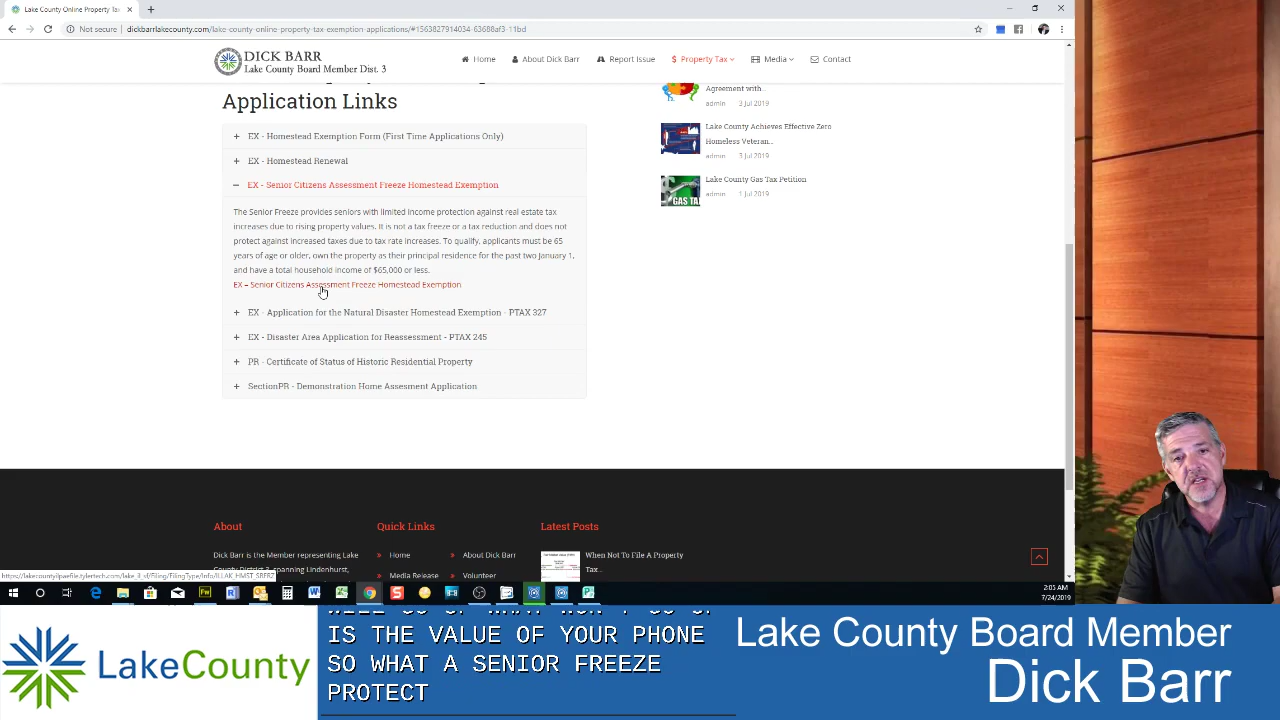 Lake County Online Property Tax
Not secure
dickbarrlakecounty.com/lake-county-online-property-tax-exemption-applications/#1563827914034-63688af3-11bd
DICK BARR
Lake County Board Member Dist. 3
Home
About Dick Barr
Report Issue
Property Tax
Media
Contact
Application Links
EX - Homestead Exemption Form (First Time Applications Only)
EX - Homestead Renewal
EX - Senior Citizens Assessment Freeze Homestead Exemption
The Senior Freeze provides seniors with limited income protection against real estate tax
increases due to rising property values. It is not a tax freeze or a tax reduction and does not
protect against increased taxes due to tax rate increases. To qualify, applicants must be 65
years of age or older, own the property as their principal residence for the past two January 1,
and have a total household income of $65,000 or less.
EX – Senior Citizens Assessment Freeze Homestead Exemption
EX - Application for the Natural Disaster Homestead Exemption - PTAX 327
EX - Disaster Area Application for Reassessment - PTAX 245
PR - Certificate of Status of Historic Residential Property
SectionPR - Demonstration Home Assesment Application
Agreement with...
admin 3 Jul 2019
Lake County Achieves Effective Zero
Homeless Veteran...
admin 3 Jul 2019
Lake County Gas Tax Petition
admin 1 Jul 2019
GAS TA
About
Dick Barr is the Member representing Lake
County District 3, spanning Lindenhurst,
Quick Links
Home
About Dick Barr
Media Release
Volunteer
Latest Posts
When Not To File A Property
Tax...
2:05 AM
7/24/2019
IS THE VALUE OF YOUR PHONE
SO WHAT A SENIOR FREEZE
PROTECT
LakeCounty
Lake County Board Member
Dick Barr